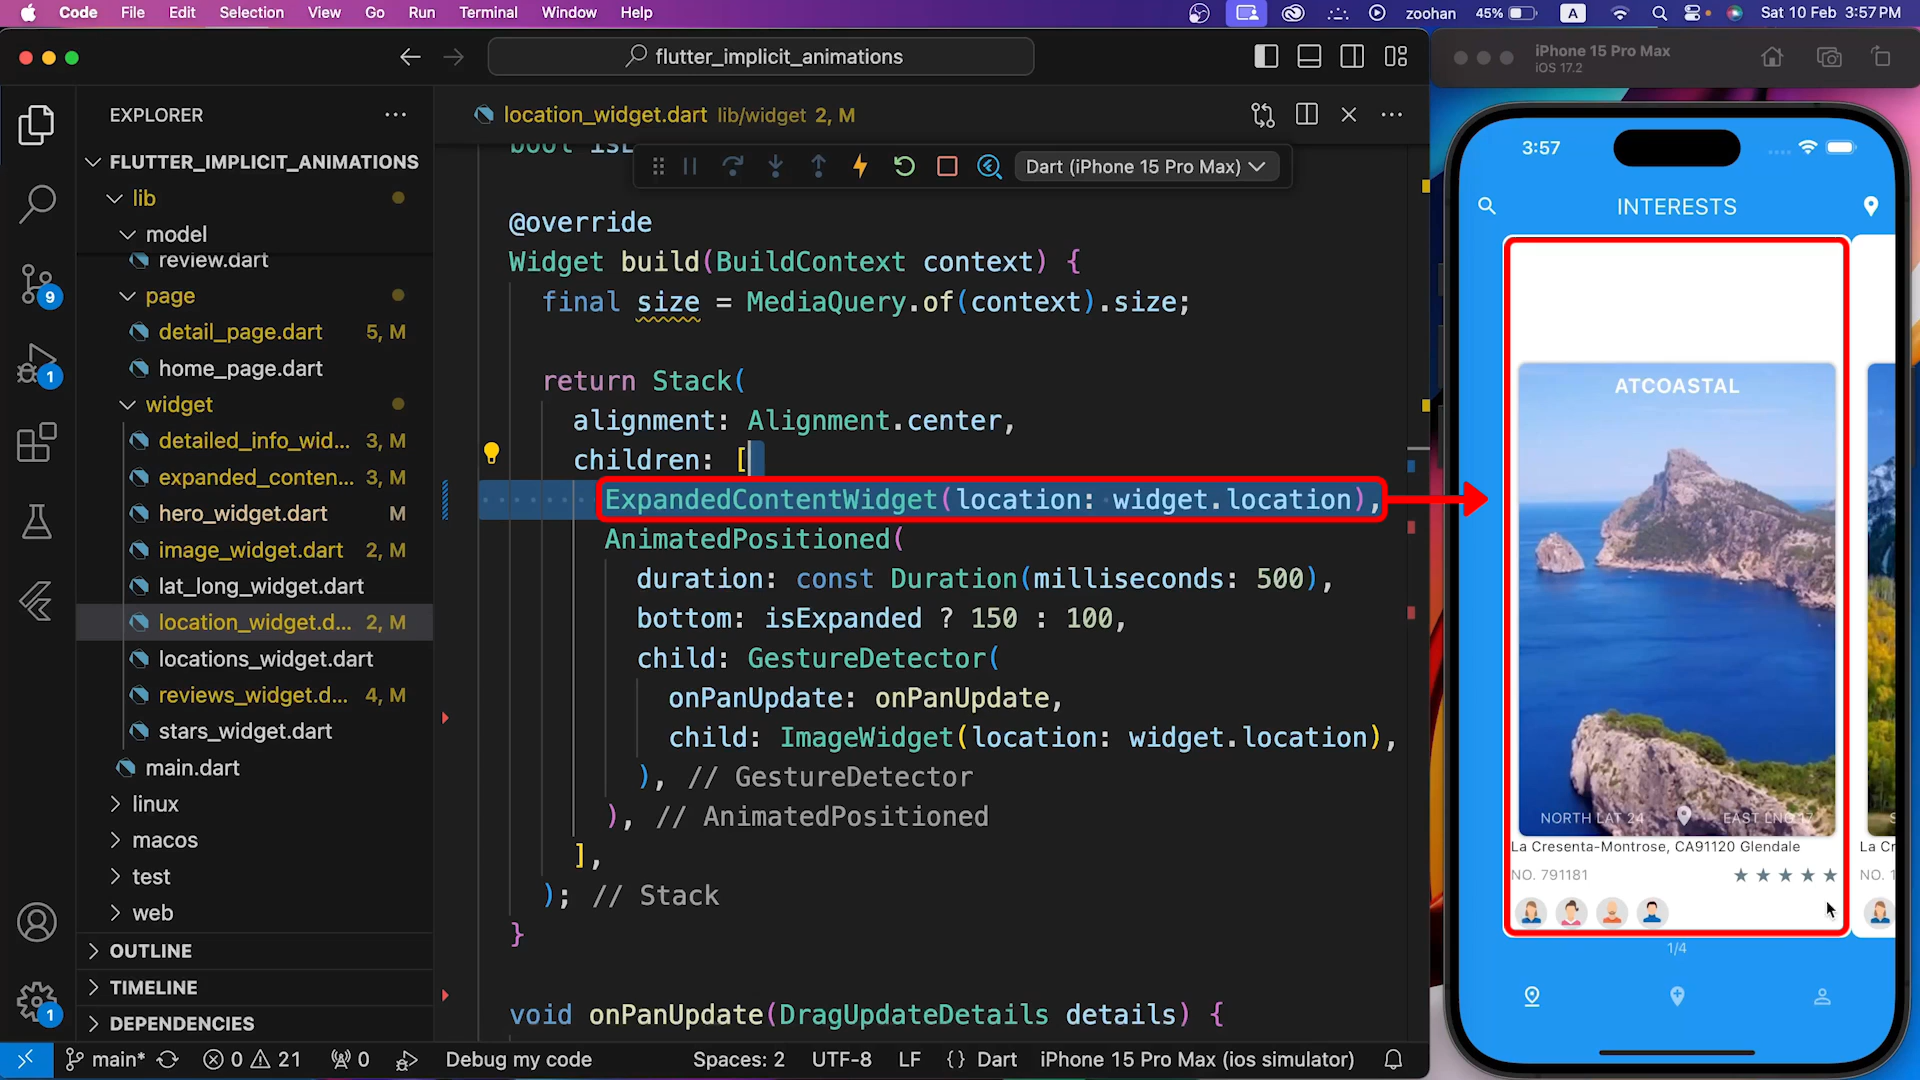 Code File Edit Selection View Go Run Terminal Window Help
zoohan 45% A Sat 10 Feb 3:57 PM
flutter_implicit_animations
EXPLORER
FLUTTER_IMPLICIT_ANIMATIONS
lib
model
review.dart
page
detail_page.dart 5, M
home_page.dart
widget
detailed_info_wid... 3, M
expanded_conten... 3, M
hero_widget.dart M
image_widget.dart 2, M
lat_long_widget.dart
location_widget.d... 2, M
locations_widget.dart
reviews_widget.d... 4, M
stars_widget.dart
main.dart
linux
macos
test
web
OUTLINE
TIMELINE
DEPENDENCIES
9
1
1
location_widget.dart lib/widget 2, M
Dart (iPhone 15 Pro Max)
@override
Widget build(BuildContext context) {
final size = MediaQuery.of(context).size;
return Stack(
alignment: Alignment.center,
children: [
ExpandedContentWidget(location: widget.location),
AnimatedPositioned(
duration: const Duration(milliseconds: 500),
bottom: isExpanded ? 150 : 100,
child: GestureDetector(
onPanUpdate: onPanUpdate,
child: ImageWidget(location: widget.location),
), // GestureDetector
), // AnimatedPositioned
],
); // Stack
}
void onPanUpdate(DragUpdateDetails details) {
main* 0 21 0 Debug my code Spaces: 2 UTF-8 LF {} Dart iPhone 15 Pro Max (ios simulator)
iPhone 15 Pro Max
iOS 17.2
3:57
INTERESTS
ATCOASTAL
NORTH LAT 24 EAST LNG 17
La Cresenta-Montrose, CA91120 Glendale
La Cr
NO. 791181
NO. 1
1/4